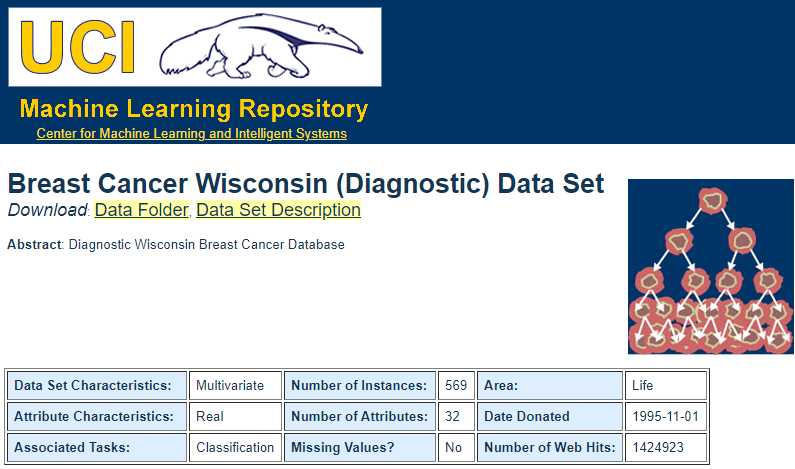 UCI
Machine Learning Repository
Center for Machine Learning and Intelligent Systems
Breast Cancer Wisconsin (Diagnostic) Data Set
Download: Data Folder, Data Set Description
Abstract: Diagnostic Wisconsin Breast Cancer Database
Data Set Characteristics: Multivariate Number of Instances: 569 Area: Life
Attribute Characteristics: Real Number of Attributes: 32 Date Donated 1995-11-01
Associated Tasks: Classification Missing Values? No Number of Web Hits: 1424923